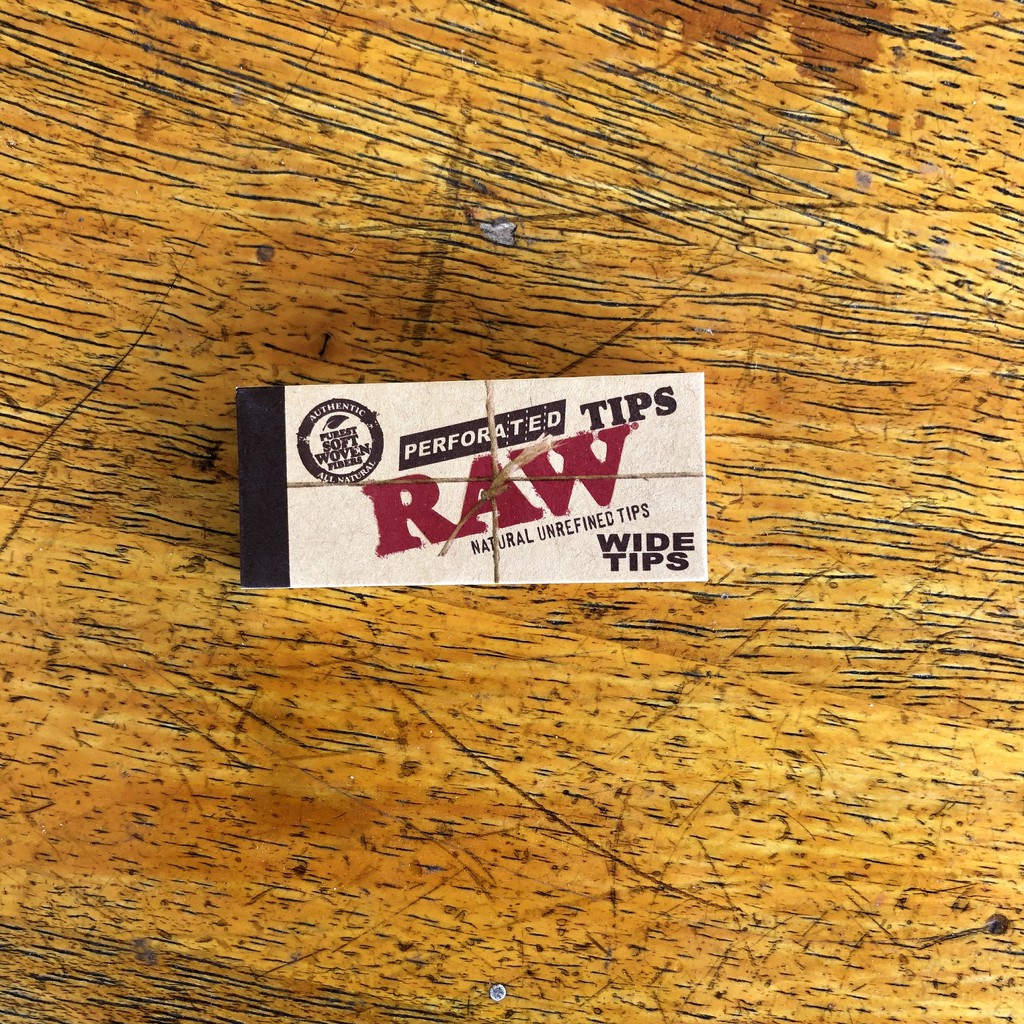 AUTHENTIC
PUREST
SOFT
WOVEN
FIBERS
ALL NATURAL
PERFORATED TIPS
RAW®
NATURAL UNREFINED TIPS
WIDE
TIPS